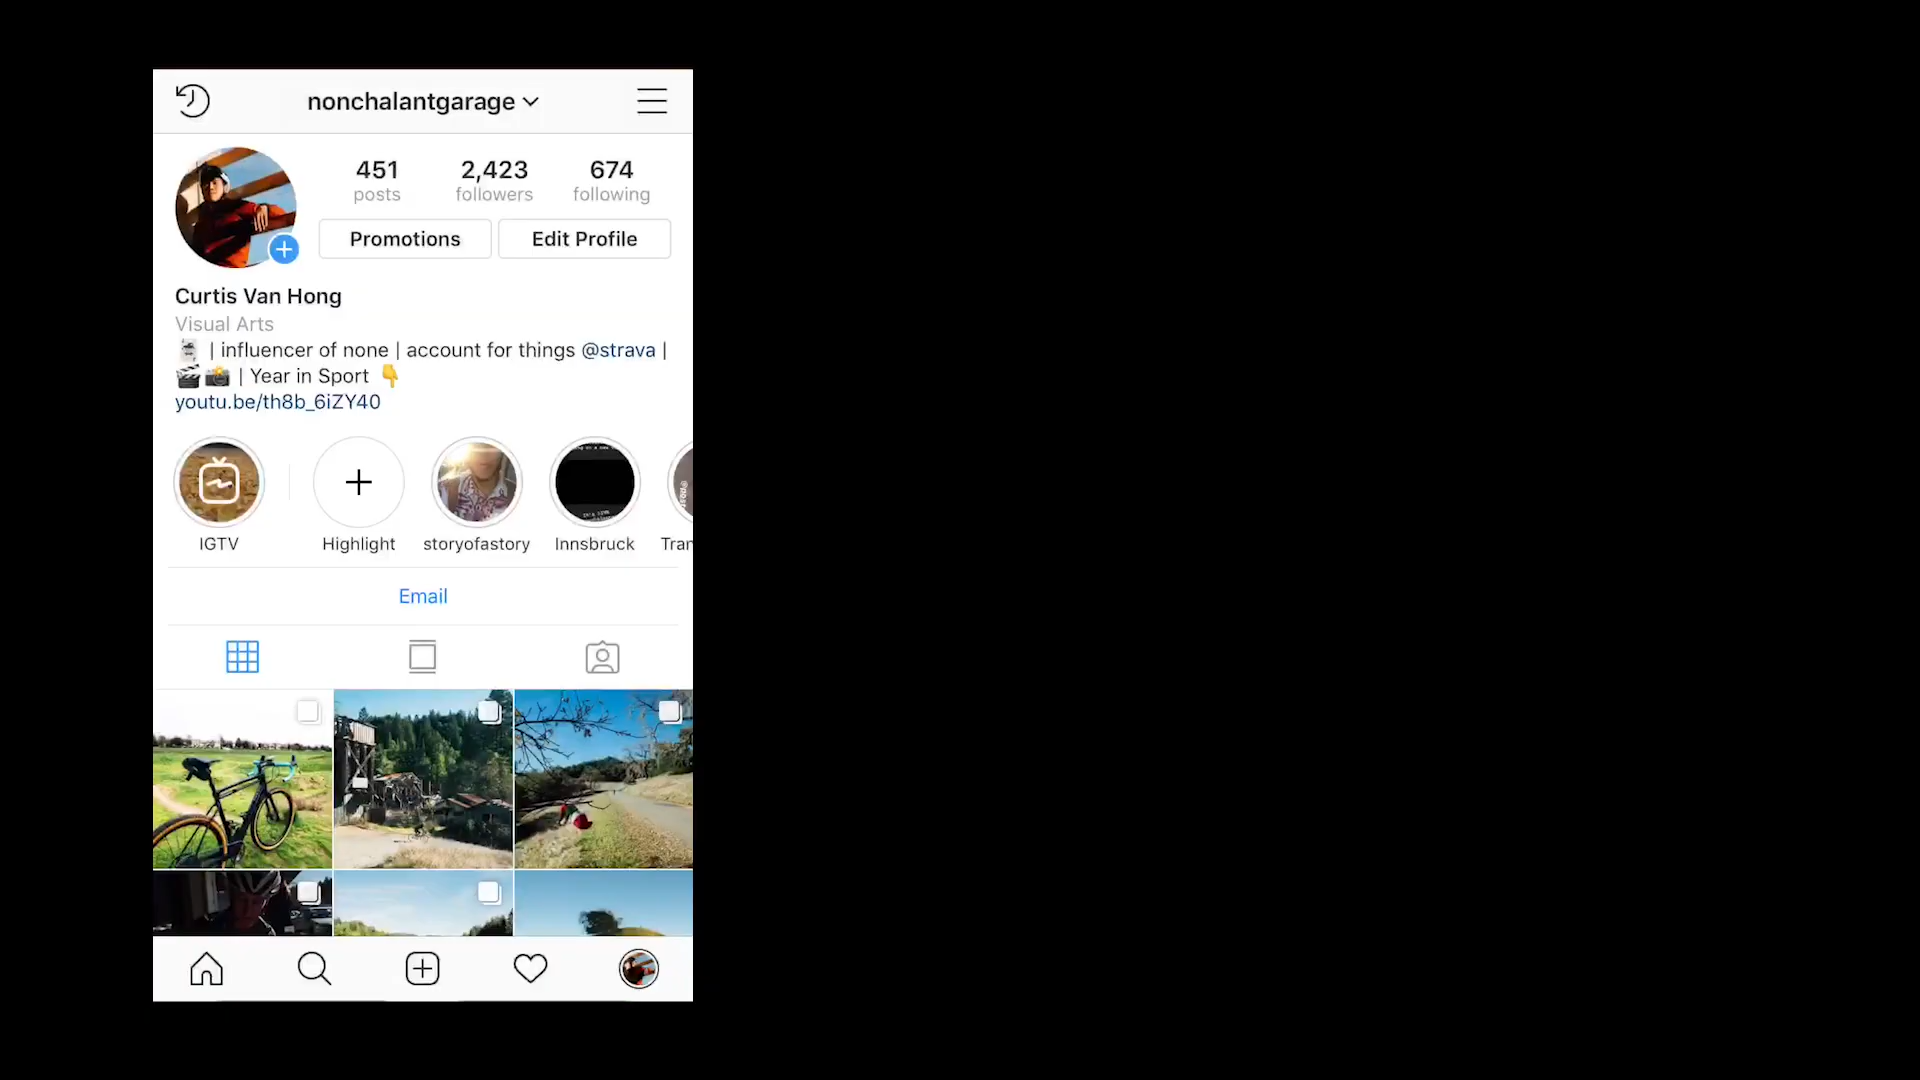 nonchalantgarage
451 2,423 674
posts followers following
Promotions Edit Profile
Curtis Van Hong
Visual Arts
| influencer of none | account for things @strava |
| Year in Sport
youtu.be/th8b_6iZY40
IGTV Highlight storyofastory Innsbruck Tran
Email